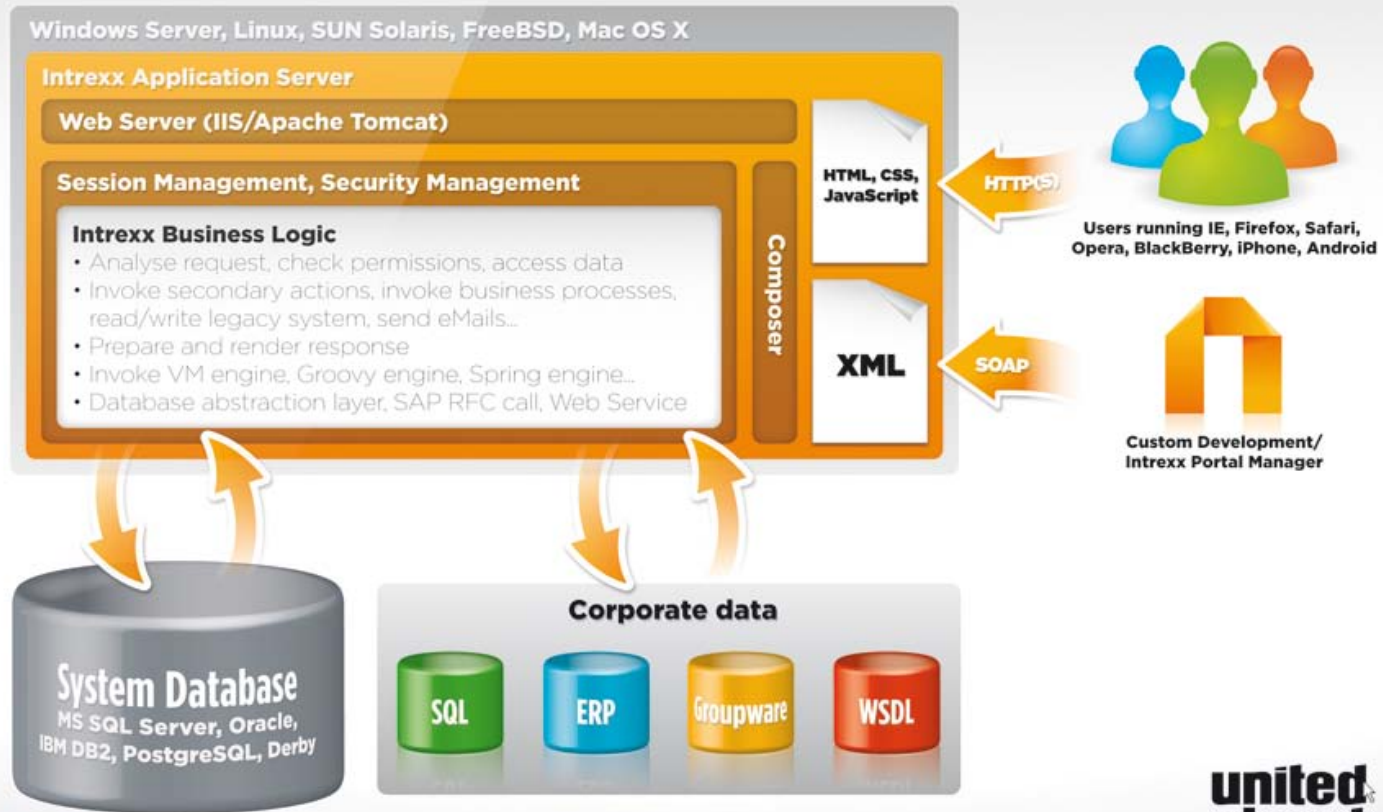 Windows Server, Linux, SUN Solaris, FreeBSD, Mac OS X
Intrexx Application Server
Web Server (IIS/Apache Tomcat)
Session Management, Security Management
Intrexx Business Logic
• Analyse request, check permissions, access data
• Invoke secondary actions, invoke business processes,
read/write legacy system, send eMails...
• Prepare and render response
• Invoke VM engine, Groovy engine, Spring engine...
• Database abstraction layer, SAP RFC call, Web Service
Composer
HTML, CSS,
JavaScript
XML
HTTP(S)
SOAP
Users running IE, Firefox, Safari,
Opera, BlackBerry, iPhone, Android
Custom Development/
Intrexx Portal Manager
System Database
MS SQL Server, Oracle,
IBM DB2, PostgreSQL, Derby
Corporate data
SQL
ERP
Groupware
WSDL
united